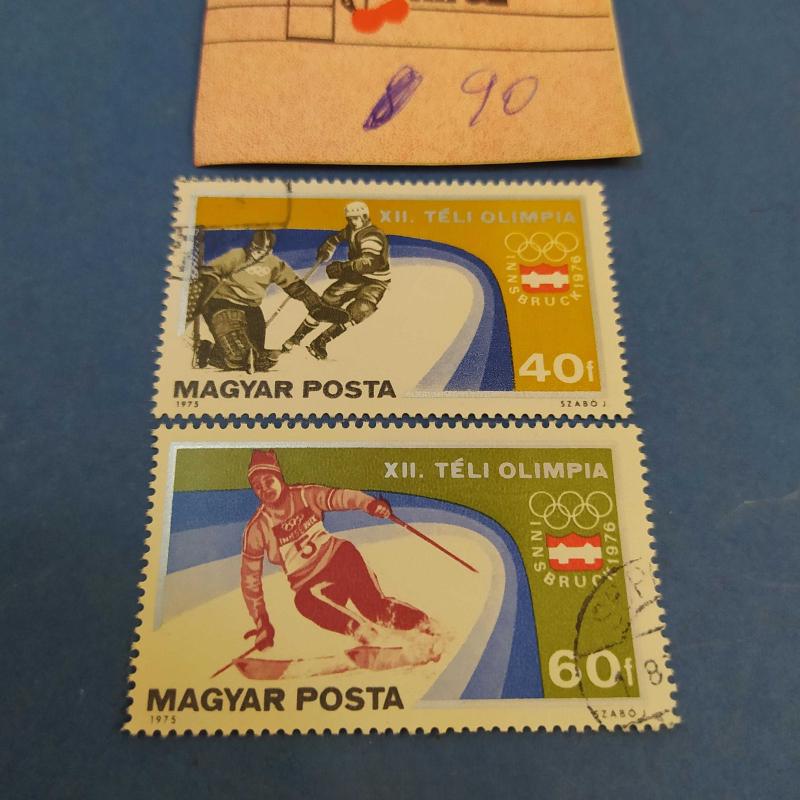 90
XII. TÉLI OLIMPIA
INNSBRUCK 1976
40f
MAGYAR POSTA
1975
SZABÓ J.
XII. TÉLI OLIMPIA
INNSBRUCK 1976
5
60f
MAGYAR POSTA
1975
SZABÓ J.
8